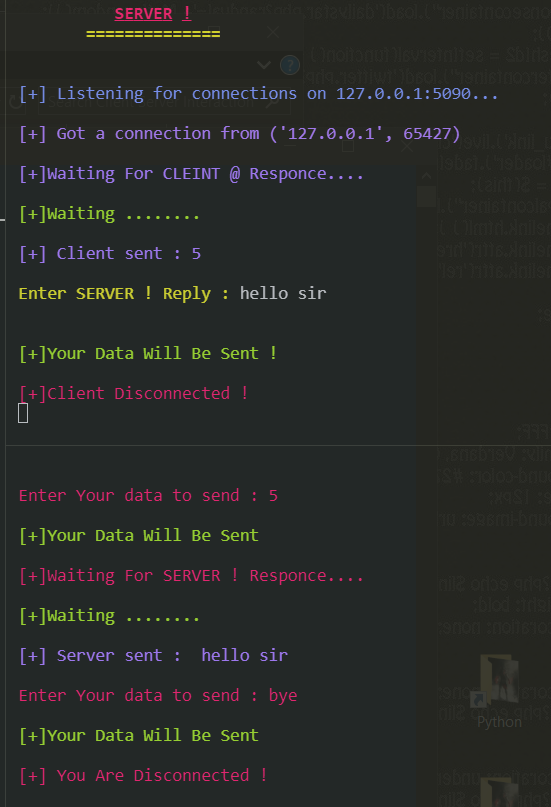 SERVER !
==============
[+] Listening for connections on 127.0.0.1:5090...
[+] Got a connection from ('127.0.0.1', 65427)
[+]Waiting For CLEINT @ Responce....
[+]Waiting ........
[+] Client sent : 5
Enter SERVER ! Reply : hello sir
[+]Your Data Will Be Sent !
[+]Client Disconnected !
Enter Your data to send : 5
[+]Your Data Will Be Sent
[+]Waiting For SERVER ! Responce....
[+]Waiting ........
[+] Server sent :  hello sir
Enter Your data to send : bye
[+]Your Data Will Be Sent
[+] You Are Disconnected !
Python